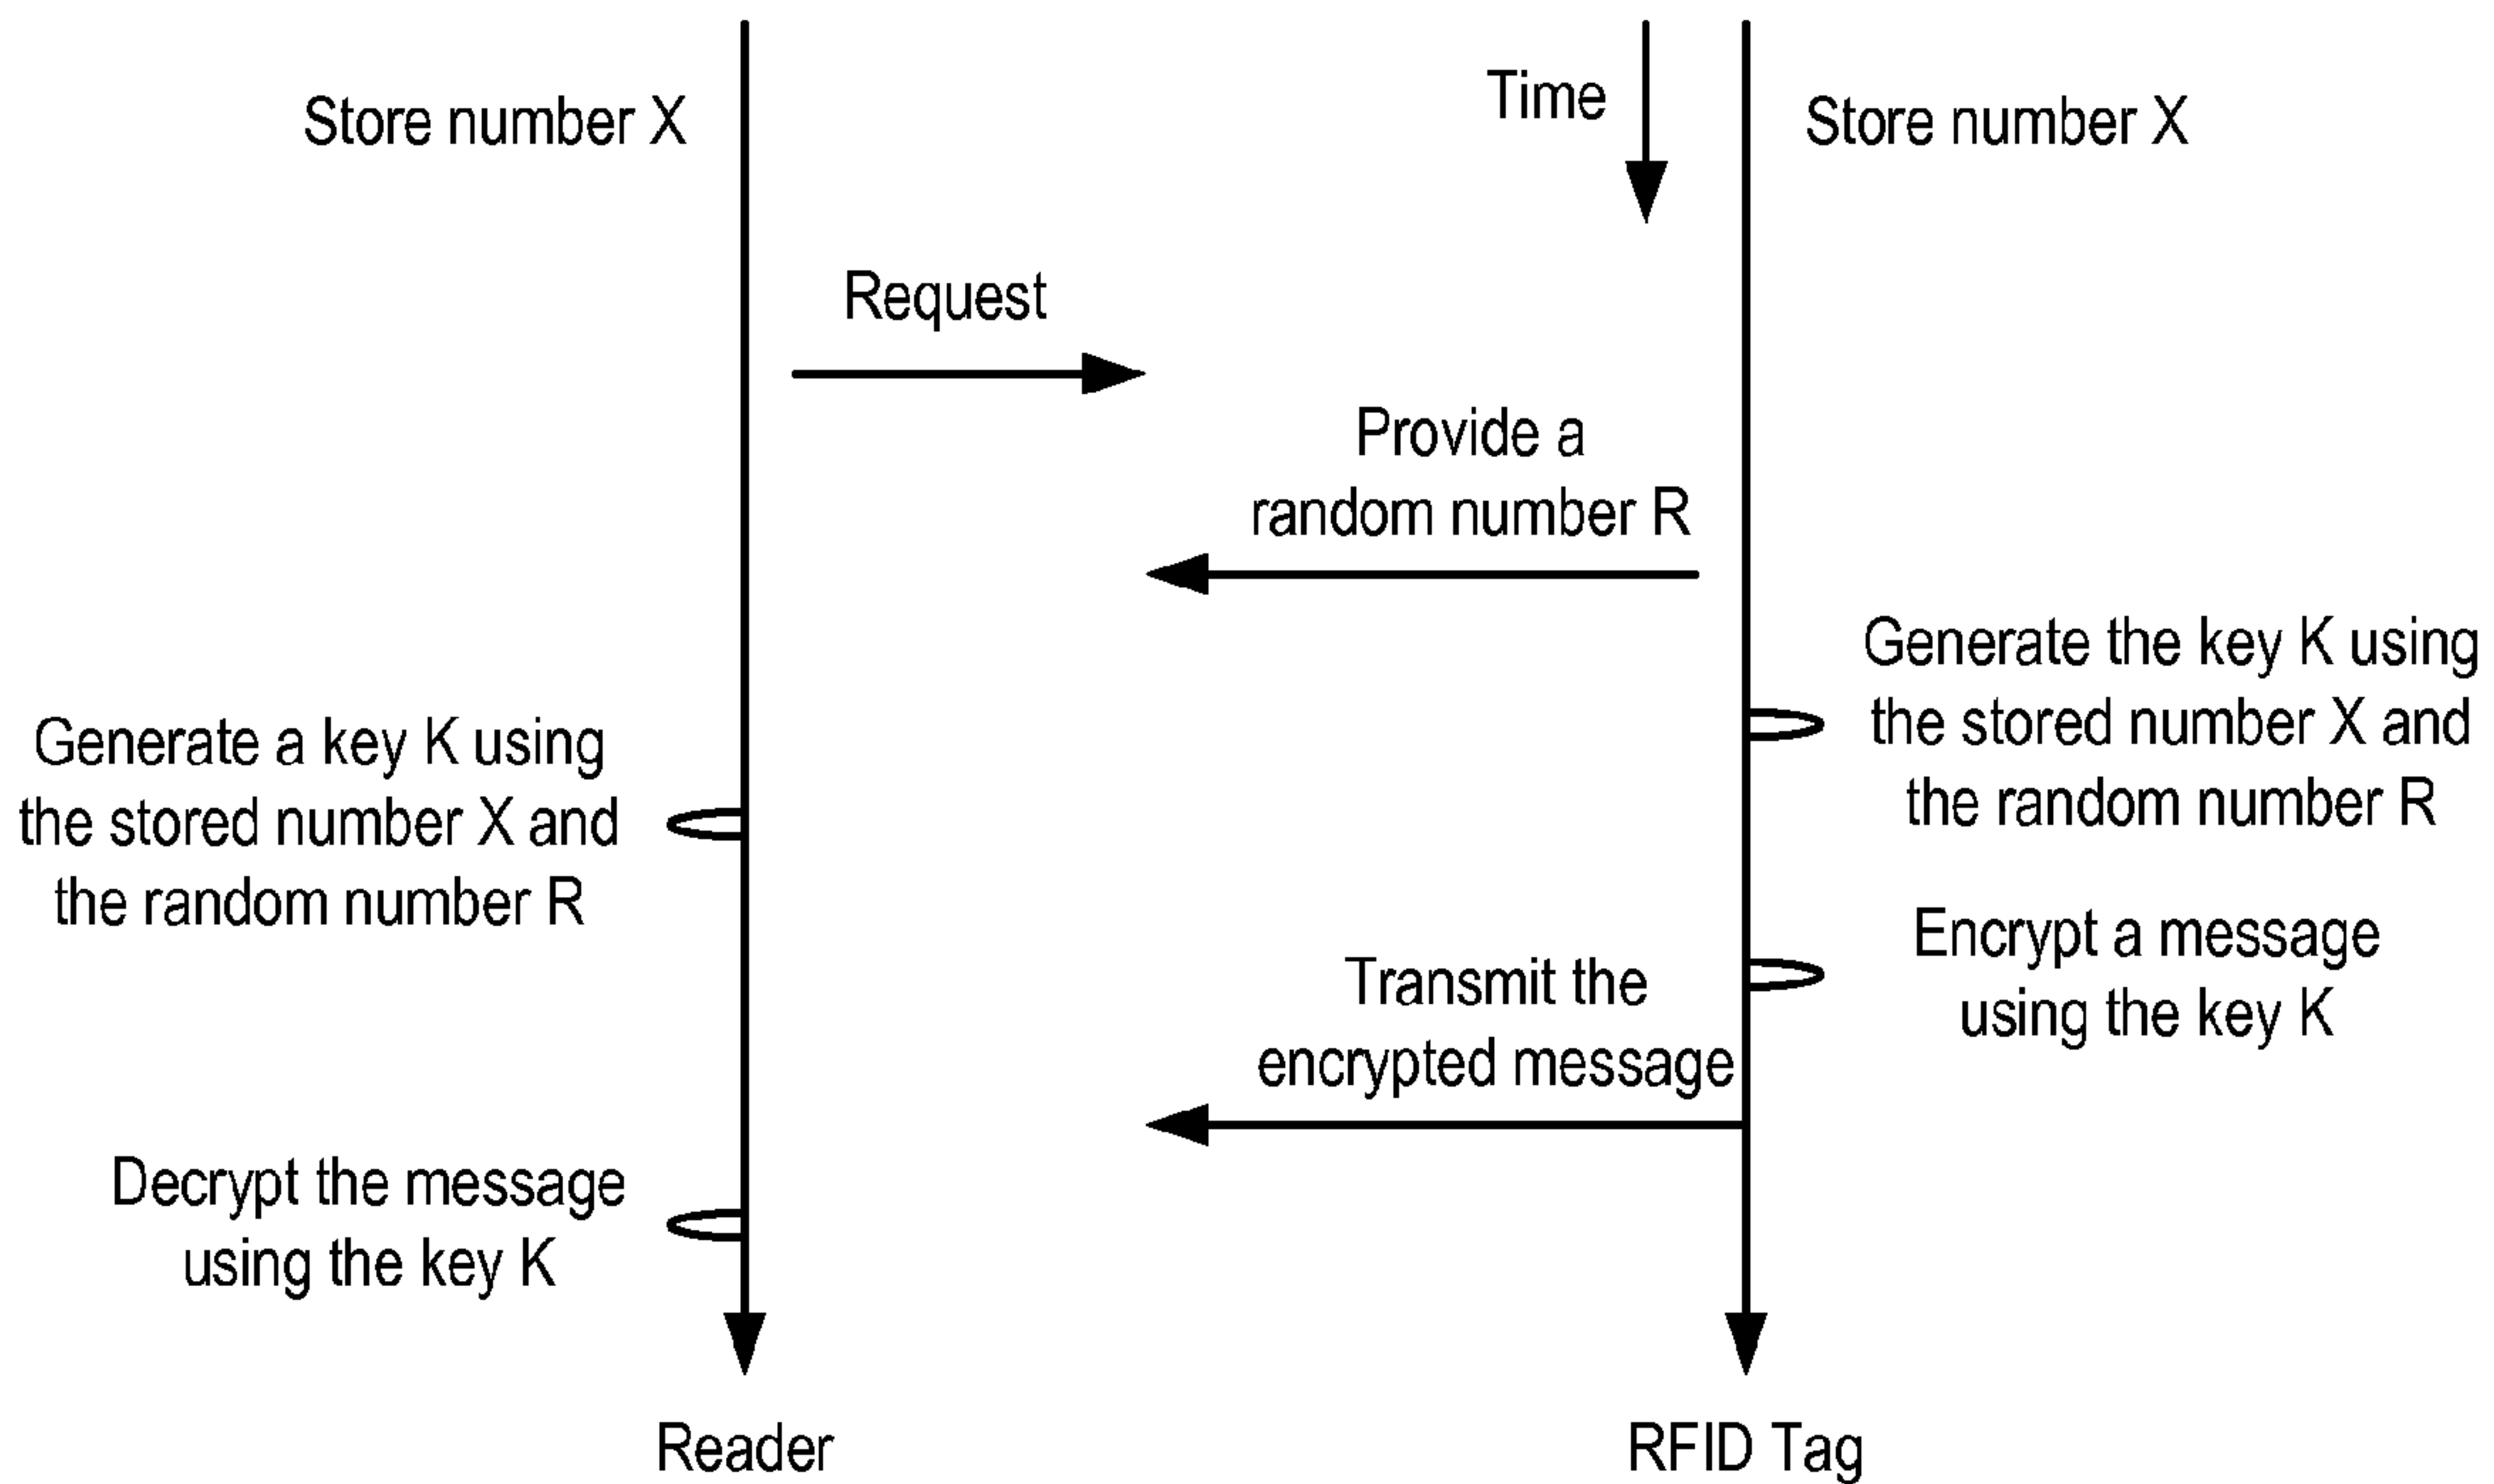 Store number X
Time
Store number X
Request
Provide a
random number R
Generate the key K using
the stored number X and
the random number R
Generate a key K using
the stored number X and
the random number R
Encrypt a message
using the key K
Transmit the
encrypted message
Decrypt the message
using the key K
Reader
RFID Tag